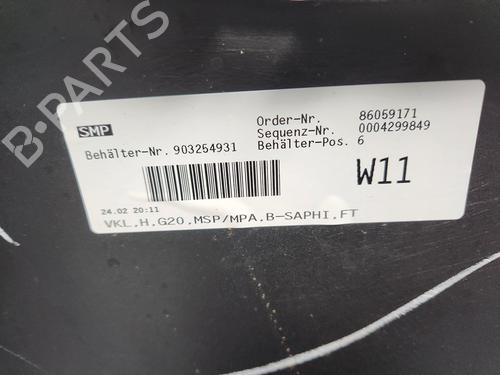 B-PARTS
SMP
Order-Nr. 86059171
Sequenz-Nr. 0004299849
Behälter-Nr. 903254931 Behälter-Pos. 6
W11
24.02 20:11
VKL,H,G20,MSP/MPA,B-SAPHI,FT